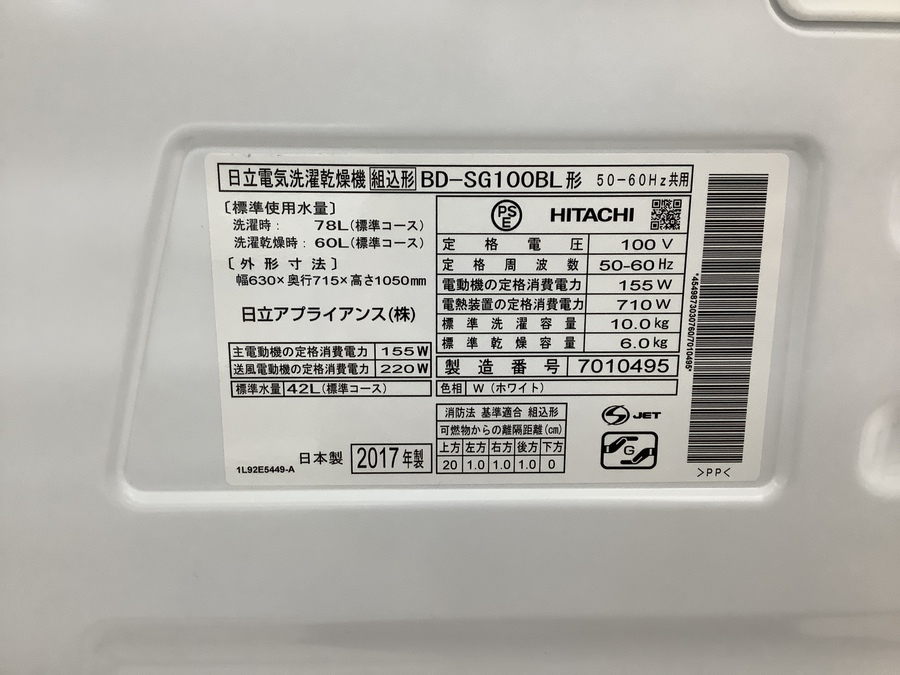 日立電気洗濯乾燥機 組込形 BD-SG100BL形 50-60Hz共用
〔標準使用水量〕
洗濯時： 78L(標準コース)
洗濯乾燥時：60L(標準コース)
〔外形寸法〕
幅630×奥行715×高さ1050mm
日立アプライアンス(株)
主電動機の定格消費電力 155W
送風電動機の定格消費電力 220W
標準水量 42L(標準コース)
日本製 2017年製
1L92E5449-A
PSE HITACHI
定格電圧 100V
定格周波数 50-60Hz
電動機の定格消費電力 155W
電熱装置の定格消費電力 710W
標準洗濯容量 10.0kg
標準乾燥容量 6.0kg
製造番号 7010495
色相 W(ホワイト)
消防法 基準適合 組込形
可燃物からの離隔距離(cm)
上方 左方 右方 後方 下方
20 1.0 1.0 1.0 0
S JET
G
*4549873030760/7010495*
>PP<